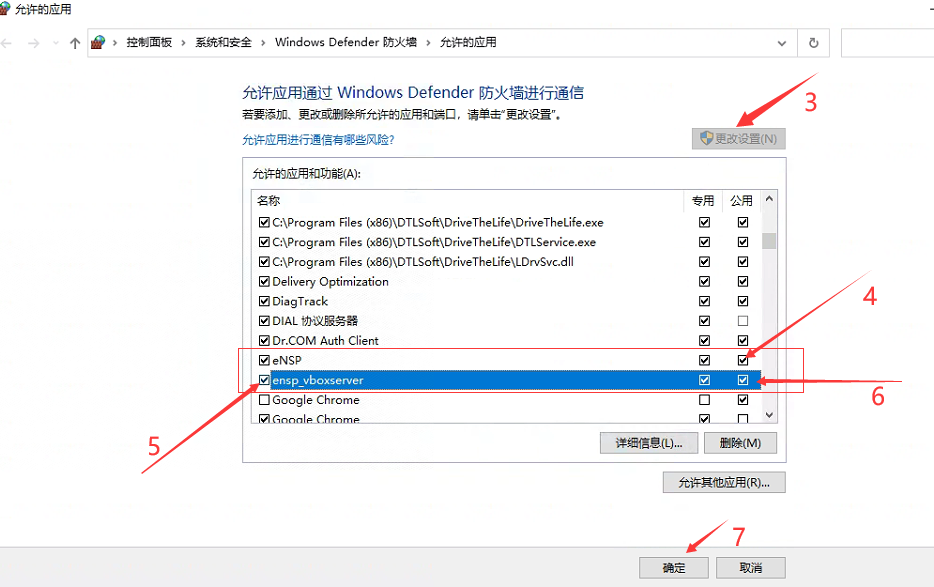 允许的应用
控制面板 › 系统和安全 › Windows Defender 防火墙 › 允许的应用
允许应用通过 Windows Defender 防火墙进行通信
若要添加、更改或删除所允许的应用和端口，请单击"更改设置"。
3
允许应用进行通信有哪些风险?
更改设置(N)
允许的应用和功能(A):
名称 专用 公用
C:\Program Files (x86)\DTLSoft\DriveTheLife\DriveTheLife.exe
C:\Program Files (x86)\DTLSoft\DriveTheLife\DTLService.exe
C:\Program Files (x86)\DTLSoft\DriveTheLife\LDrvSvc.dll
Delivery Optimization
DiagTrack
4
DIAL 协议服务器
Dr.COM Auth Client
eNSP
ensp_vboxserver
6
Google Chrome
Google Chrome
5
详细信息(L)... 删除(M)
允许其他应用(R)...
7
确定 取消